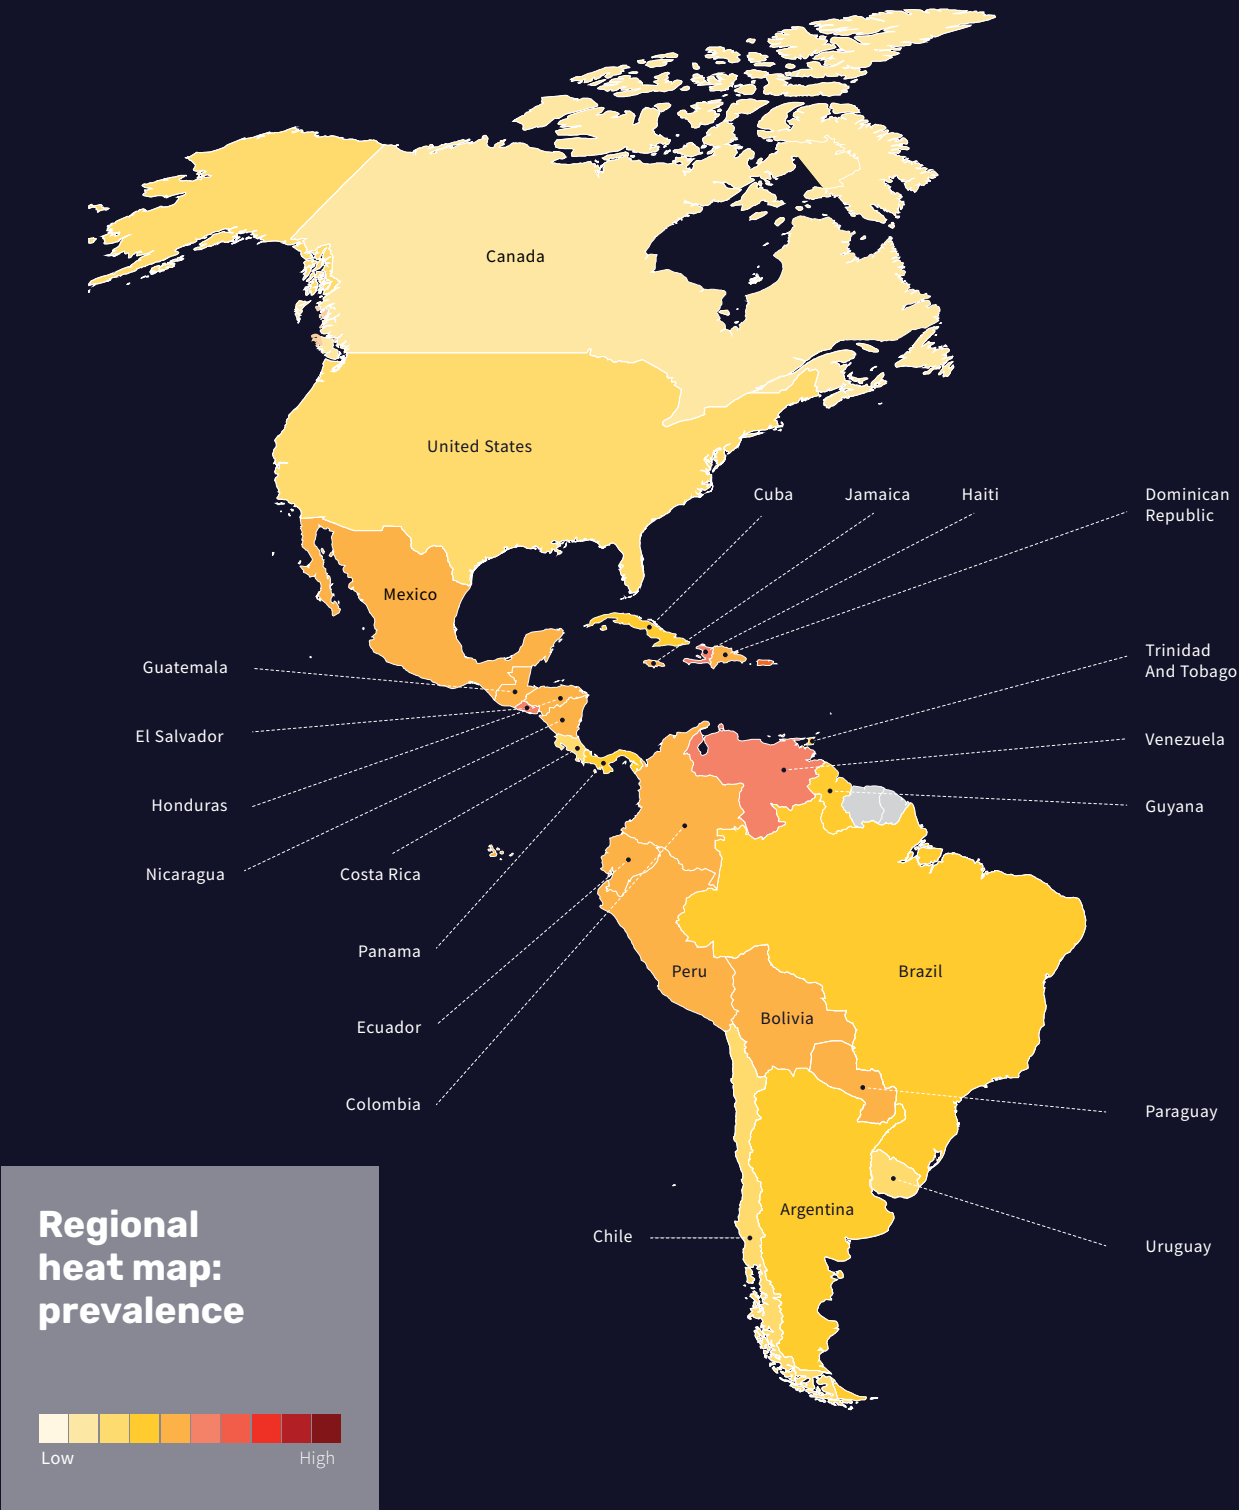 Canada
United States
Cuba
Jamaica
Haiti
Dominican
Republic
Mexico
Guatemala
Trinidad
And Tobago
El Salvador
Venezuela
Honduras
Guyana
Nicaragua
Costa Rica
Panama
Peru
Brazil
Bolivia
Ecuador
Colombia
Paraguay
Argentina
Chile
Uruguay
Regional
heat map:
prevalence
Low
High